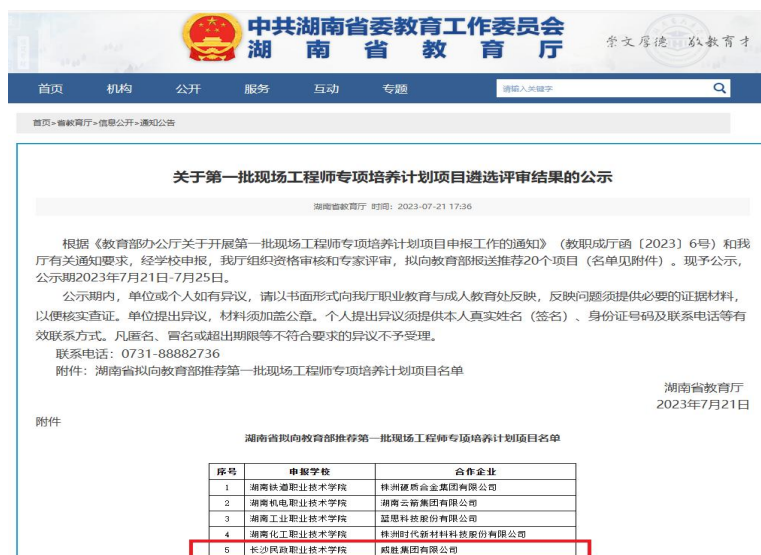 中共湖南省委教育工作委员会
湖南省教育厅
首页 机构 公开 服务 互动 专题 请输入关键字
首页>省教育厅>信息公开>通知公告
关于第一批现场工程师专项培养计划项目遴选评审结果的公示
湖南省教育厅 时间：2023-07-21 17:36
根据《教育部办公厅关于开展第一批现场工程师专项培养计划项目申报工作的通知》（教职成厅函〔2023〕6号）和我
厅有关通知要求，经学校申报，我厅组织资格审核和专家评审，拟向教育部报送推荐20个项目（名单见附件）。现予公示，
公示期2023年7月21日-7月25日。
公示期内，单位或个人如有异议，请以书面形式向我厅职业教育与成人教育处反映，反映问题须提供必要的证据材料，
以便核实查证。单位提出异议，材料须加盖公章。个人提出异议须提供本人真实姓名（签名）、身份证号码及联系电话等有
效联系方式。凡匿名、冒名或超出期限等不符合要求的异议不予受理。
联系电话：0731-88882736
附件：湖南省拟向教育部推荐第一批现场工程师专项培养计划项目名单
湖南省教育厅
2023年7月21日
附件
湖南省拟向教育部推荐第一批现场工程师专项培养计划项目名单
序号 申报学校 合作企业
1 湖南铁道职业技术学院 株洲硬质合金集团有限公司
2 湖南机电职业技术学院 湖南云箭集团有限公司
3 湖南工业职业技术学院 蓝思科技股份有限公司
4 湖南化工职业技术学院 株洲时代新材料科技股份有限公司
5 长沙民政职业技术学院 威胜集团有限公司